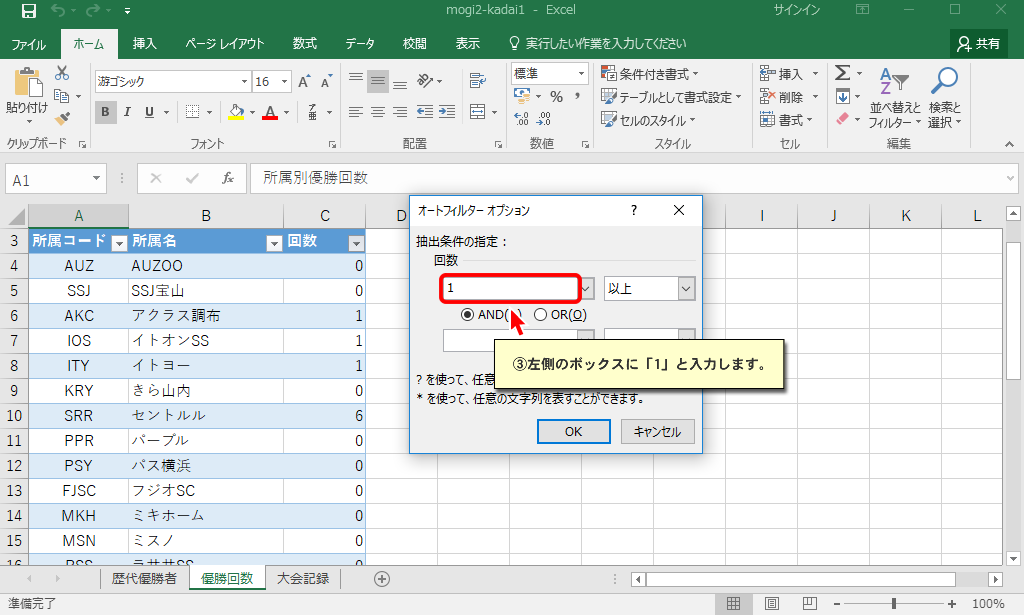 mogi2-kadai1 - Excel
サインイン
ファイル
ホーム
挿入
ページ レイアウト
数式
データ
校閲
表示
実行したい作業を入力してください
共有
貼り付け
クリップボード
游ゴシック
16
A
A
B
I
U
A
フォント
配置
標準
%
,
数値
条件付き書式
テーブルとして書式設定
セルのスタイル
スタイル
挿入
削除
書式
セル
Σ
並べ替えと
フィルター
検索と
選択
編集
A1
fx
所属別優勝回数
A B C D I J K L
3 所属コード 所属名 回数
4 AUZ AUZOO 0
5 SSJ SSJ宝山 0
6 AKC アクラス調布 1
7 IOS イトオンSS 1
8 ITY イトヨー 1
9 KRY きら山内 0
10 SRR セントルル 6
11 PPR パープル 0
12 PSY パス横浜 0
13 FJSC フジオSC 0
14 MKH ミキホーム 0
15 MSN ミスノ 0
オートフィルター オプション
?
抽出条件の指定：
回数
1
以上
AND(
OR(O)
③左側のボックスに「1」と入力します。
? を使って、任意
* を使って、任意の文字列を表すことができます。
OK
キャンセル
歴代優勝者
優勝回数
大会記録
準備完了
100%